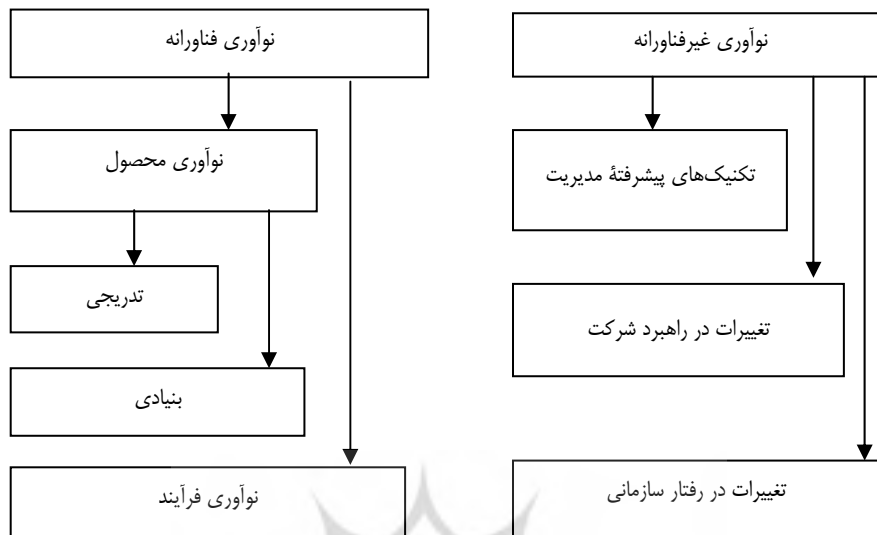 نوآوری غیرفناورانه
تکنیک‌های پیشرفتهٔ مدیریت
تغییرات در راهبرد شرکت
تغییرات در رفتار سازمانی
نوآوری فناورانه
نوآوری محصول
تدریجی
بنیادی
نوآوری فرآیند